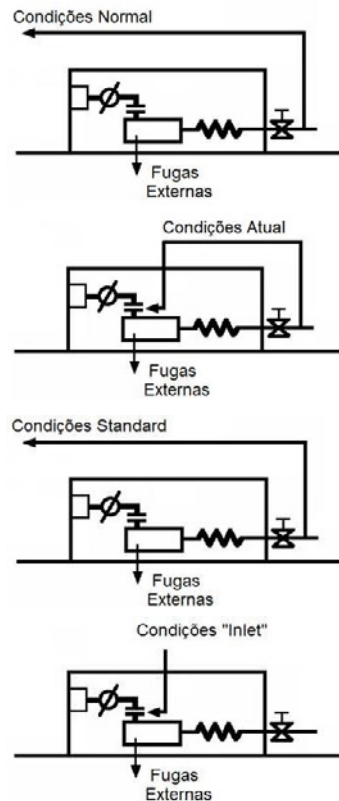 Condições Normal
Fugas
Externas
Condições Atual
Fugas
Externas
Condições Standard
Fugas
Externas
Condições "Inlet"
Fugas
Externas